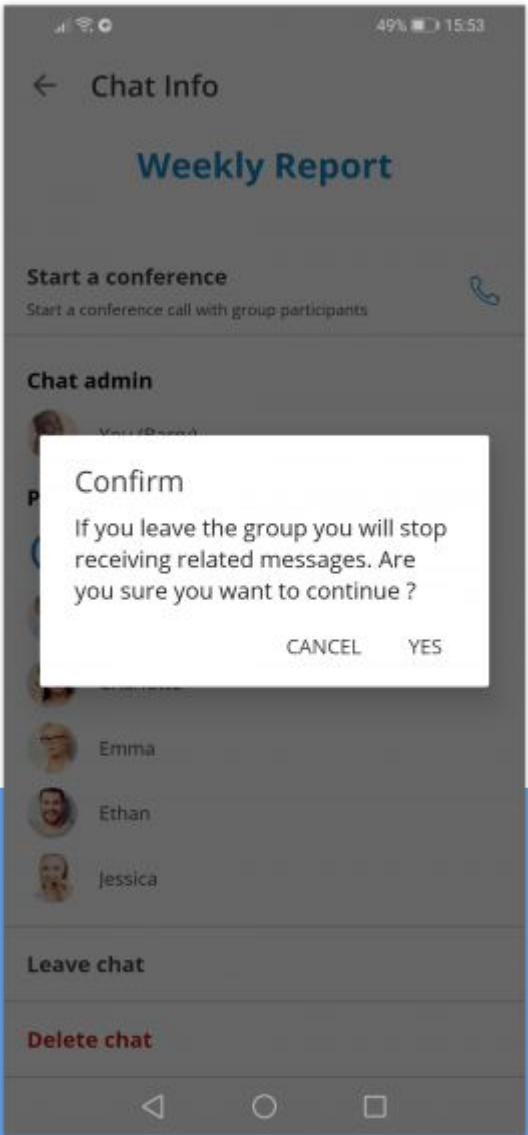 49% 15:53
Chat Info
Weekly Report
Start a conference
Start a conference call with group participants
Chat admin
You (Barry)
P
Confirm
If you leave the group you will stop
receiving related messages. Are
you sure you want to continue ?
CANCEL YES
Emma
Ethan
Jessica
Leave chat
Delete chat